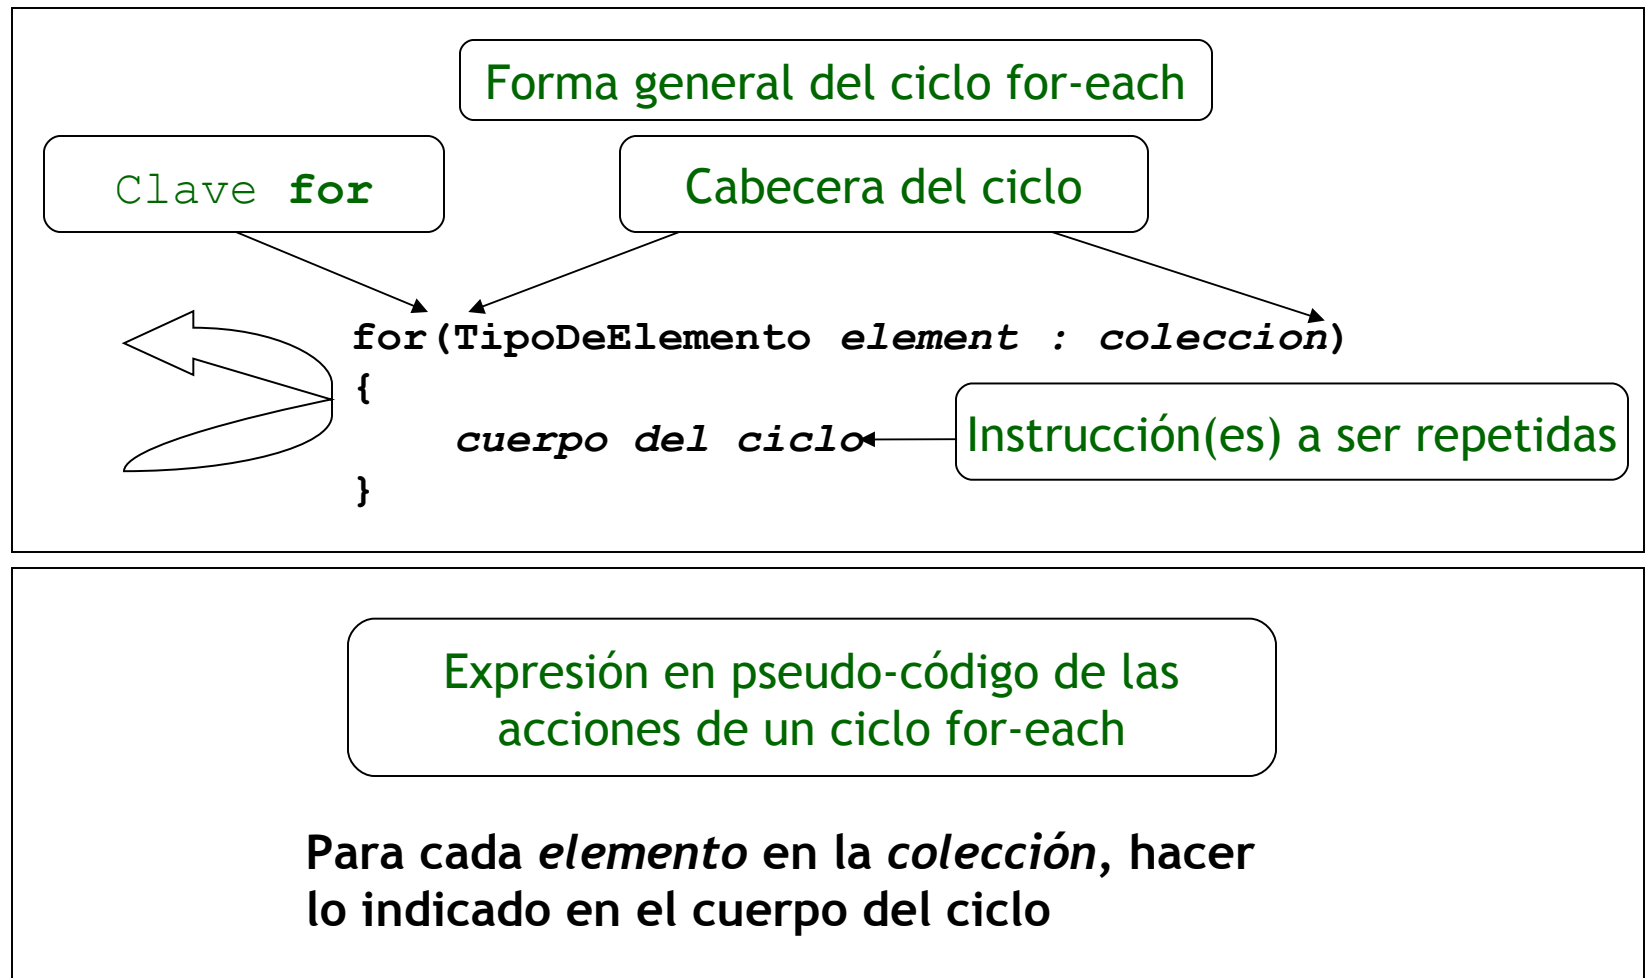 Forma general del ciclo for-each
Clave for
Cabecera del ciclo
for(TipoDeElemento element : coleccion)
{
cuerpo del ciclo
Instrucción(es) a ser repetidas
}
Expresión en pseudo-código de las
acciones de un ciclo for-each
Para cada elemento en la colección, hacer
lo indicado en el cuerpo del ciclo